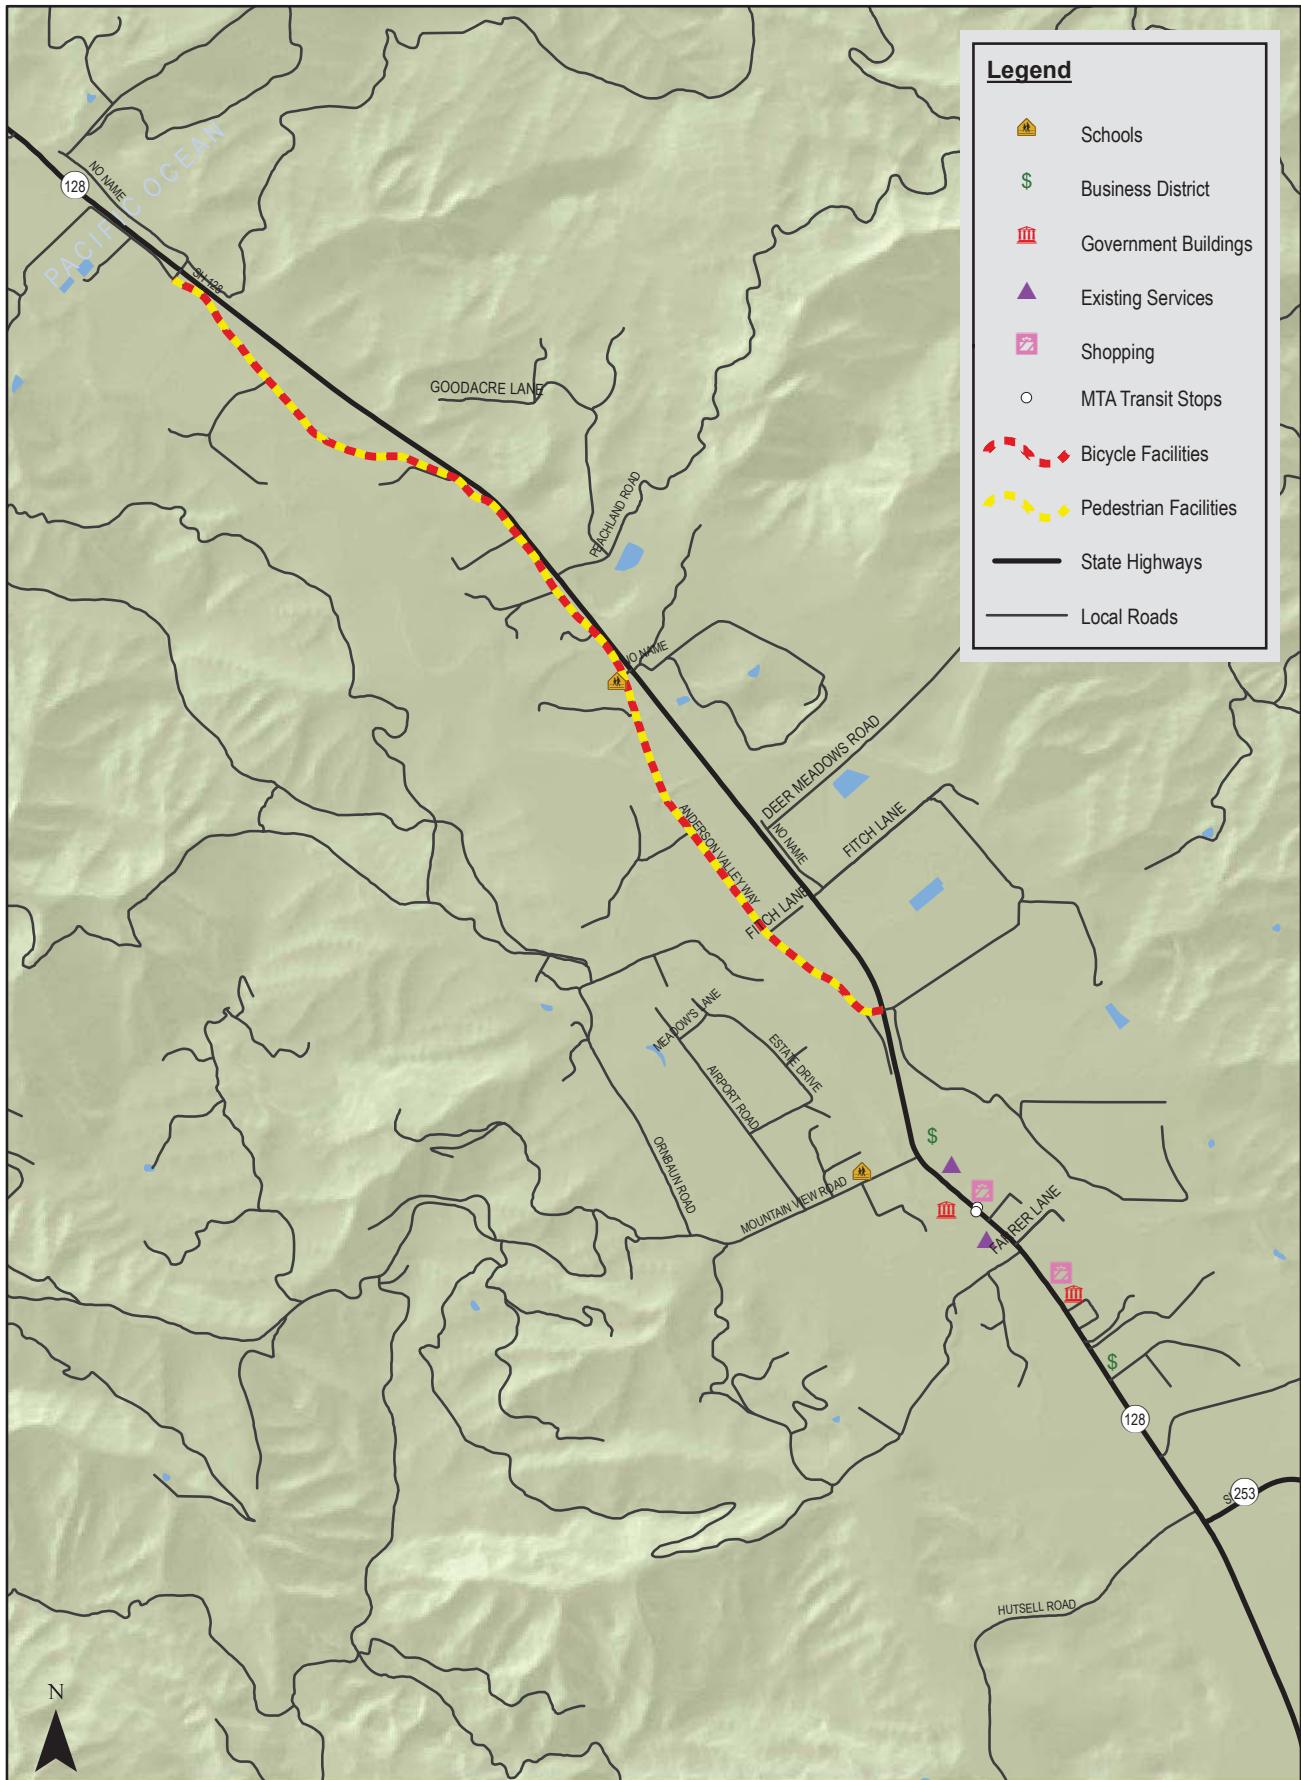 Legend
Schools
$ Business District
Government Buildings
Existing Services
Shopping
MTA Transit Stops
Bicycle Facilities
Pedestrian Facilities
State Highways
Local Roads
PACIFIC OCEAN
NO NAME
128
SH 128
GOODACRE LANE
PEACHLAND ROAD
NO NAME
DEER MEADOWS ROAD
NO NAME
FITCH LANE
ANDERSON VALLEY WAY
FITCH LANE
MEADOW'S LANE
ESTATE DRIVE
AIRPORT ROAD
ORNBAUN ROAD
MOUNTAIN VIEW ROAD
$
FARRER LANE
$
128
253
HUTSELL ROAD
N